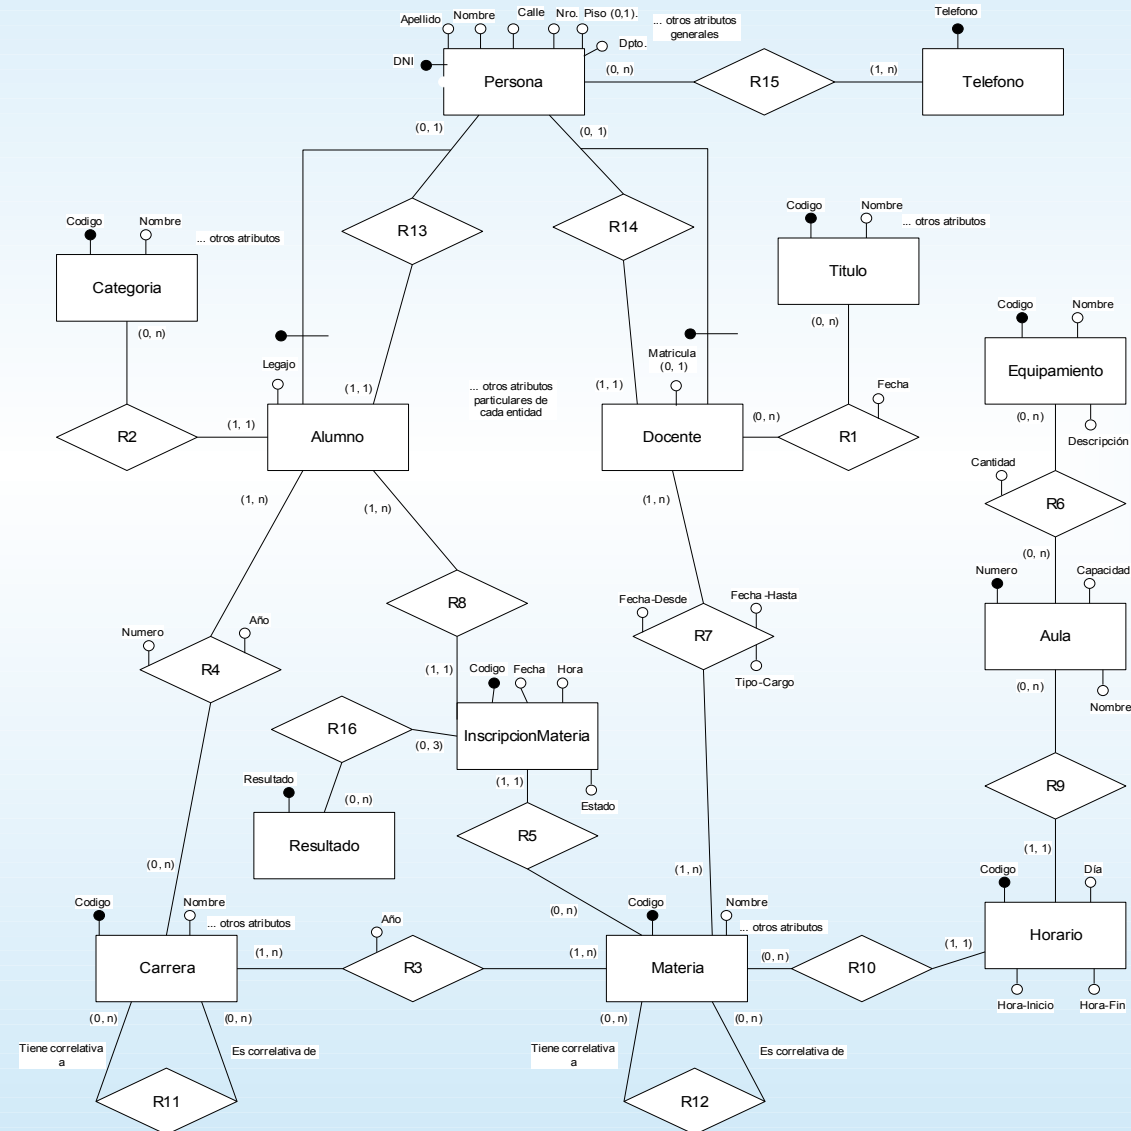 Telefono
Apellido
Nombre
Calle
Nro.
Piso (0,1).
... otros atributos
generales
Dpto.
DNI
Persona
(0, n)
R15
(1, n)
Telefono
(0, 1)
(0, 1)
Codigo
Nombre
... otros atributos
R13
R14
Codigo
Nombre
... otros atributos
Categoria
Titulo
(0, n)
(0, n)
Codigo
Nombre
Equipamiento
Legajo
Matricula
(0, 1)
(1, 1)
... otros atributos
particulares de
cada entidad
(1, 1)
Fecha
(0, n)
Descripción
R2
(1, 1)
Alumno
Docente
(0, n)
R1
Cantidad
R6
(1, n)
(1, n)
(1, n)
(0, n)
Numero
Capacidad
R8
Fecha-Desde
Fecha -Hasta
R7
Tipo-Cargo
Aula
Numero
Año
R4
(1, 1)
Codigo
Fecha
Hora
(0, n)
Nombre
R16
(0, 3)
InscripcionMateria
Resultado
(0, n)
(1, 1)
Estado
R9
Resultado
R5
(0, n)
(1, n)
(1, 1)
Codigo
Día
Codigo
Nombre
... otros atributos
(0, n)
Codigo
Nombre
... otros atributos
Horario
Carrera
(1, n)
Año
R3
(1, n)
Materia
(0, n)
R10
(1, 1)
Hora-Inicio
Hora-Fin
(0, n)
(0, n)
(0, n)
(0, n)
Tiene correlativa
a
Es correlativa de
Tiene correlativa
a
Es correlativa de
R11
R12